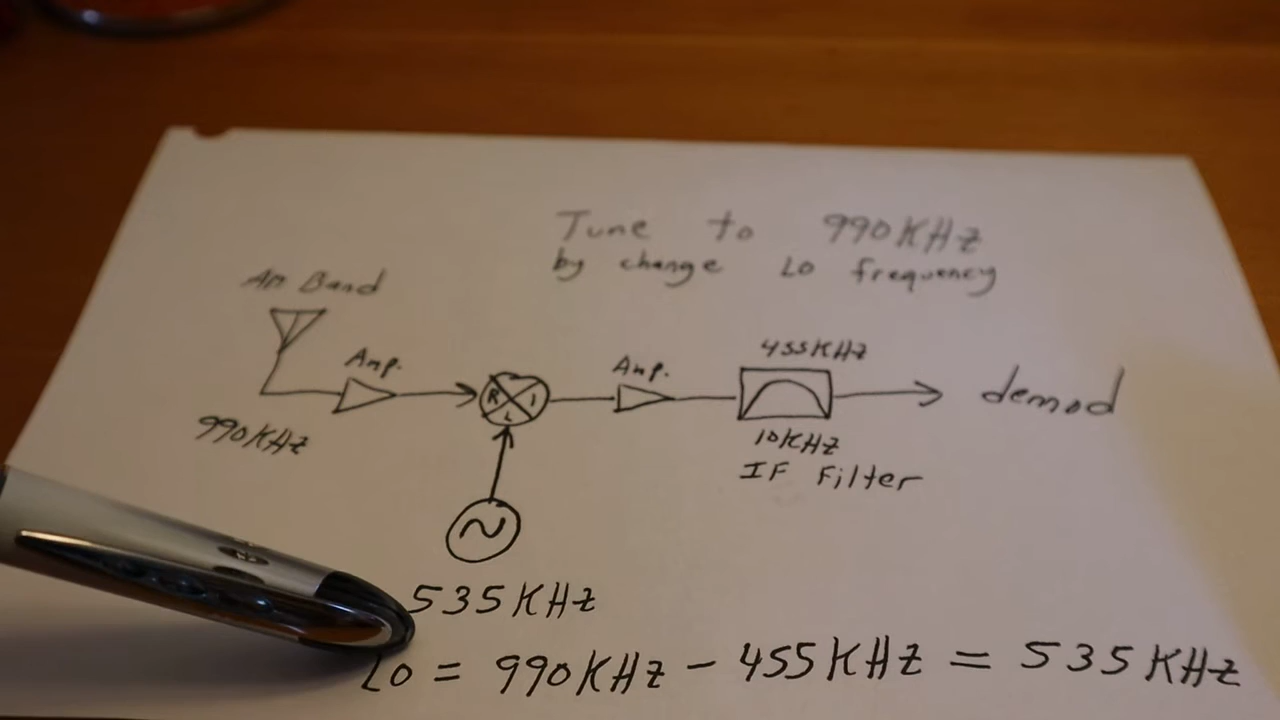 Tune to 990KHz
by change LO frequency
AM Band
Amp.
Amp.
455KHz
R I
L
demod
990KHz
10KHz
IF Filter
535KHz
LO = 990KHz - 455KHz = 535KHz